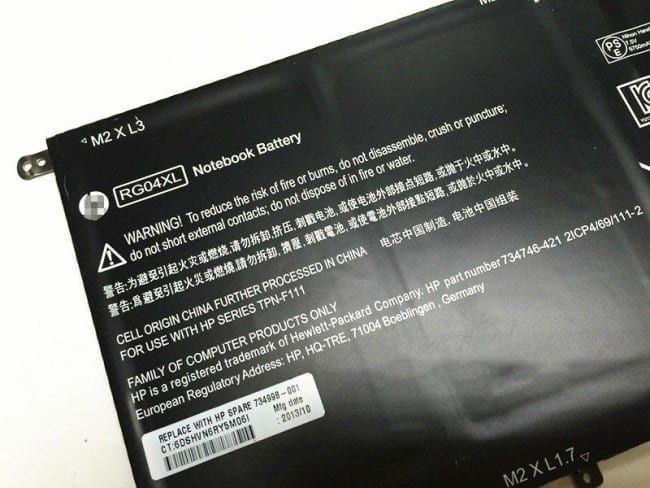 M2 X L3
RG04XL Notebook Battery
WARNING! To reduce the risk of fire or burns, do not disassemble, crush or puncture;
do not short external contacts; do not dispose of in fire or water.
警告:为避免引起火灾或燃烧,请勿拆卸,挤压,刺戳电池,或使电池外部接点短路,或抛于火中或水中。
警告:爲避免引起火災或燃燒,請勿拆卸,擠壓,刺戳電池,或使電池外部接點短路,或拋於火中或水中。
CELL ORIGIN CHINA FURTHER PROCESSED IN CHINA 电芯中国制造, 电池中国组装
FOR USE WITH HP SERIES TPN-F111
FAMILY OF COMPUTER PRODUCTS ONLY
HP is a registered trademark of Hewlett-Packard Company. HP part number 734746-421 2ICP4/69/111-2
European Regulatory Address: HP, HQ-TRE, 71004 Boeblingen , Germany
REPLACE WITH HP SPARE 734998-001
CT:6DSHVN6RY5M06I
Mfg date
:2013/10
M2 X L1.7
PS
E
7.5V